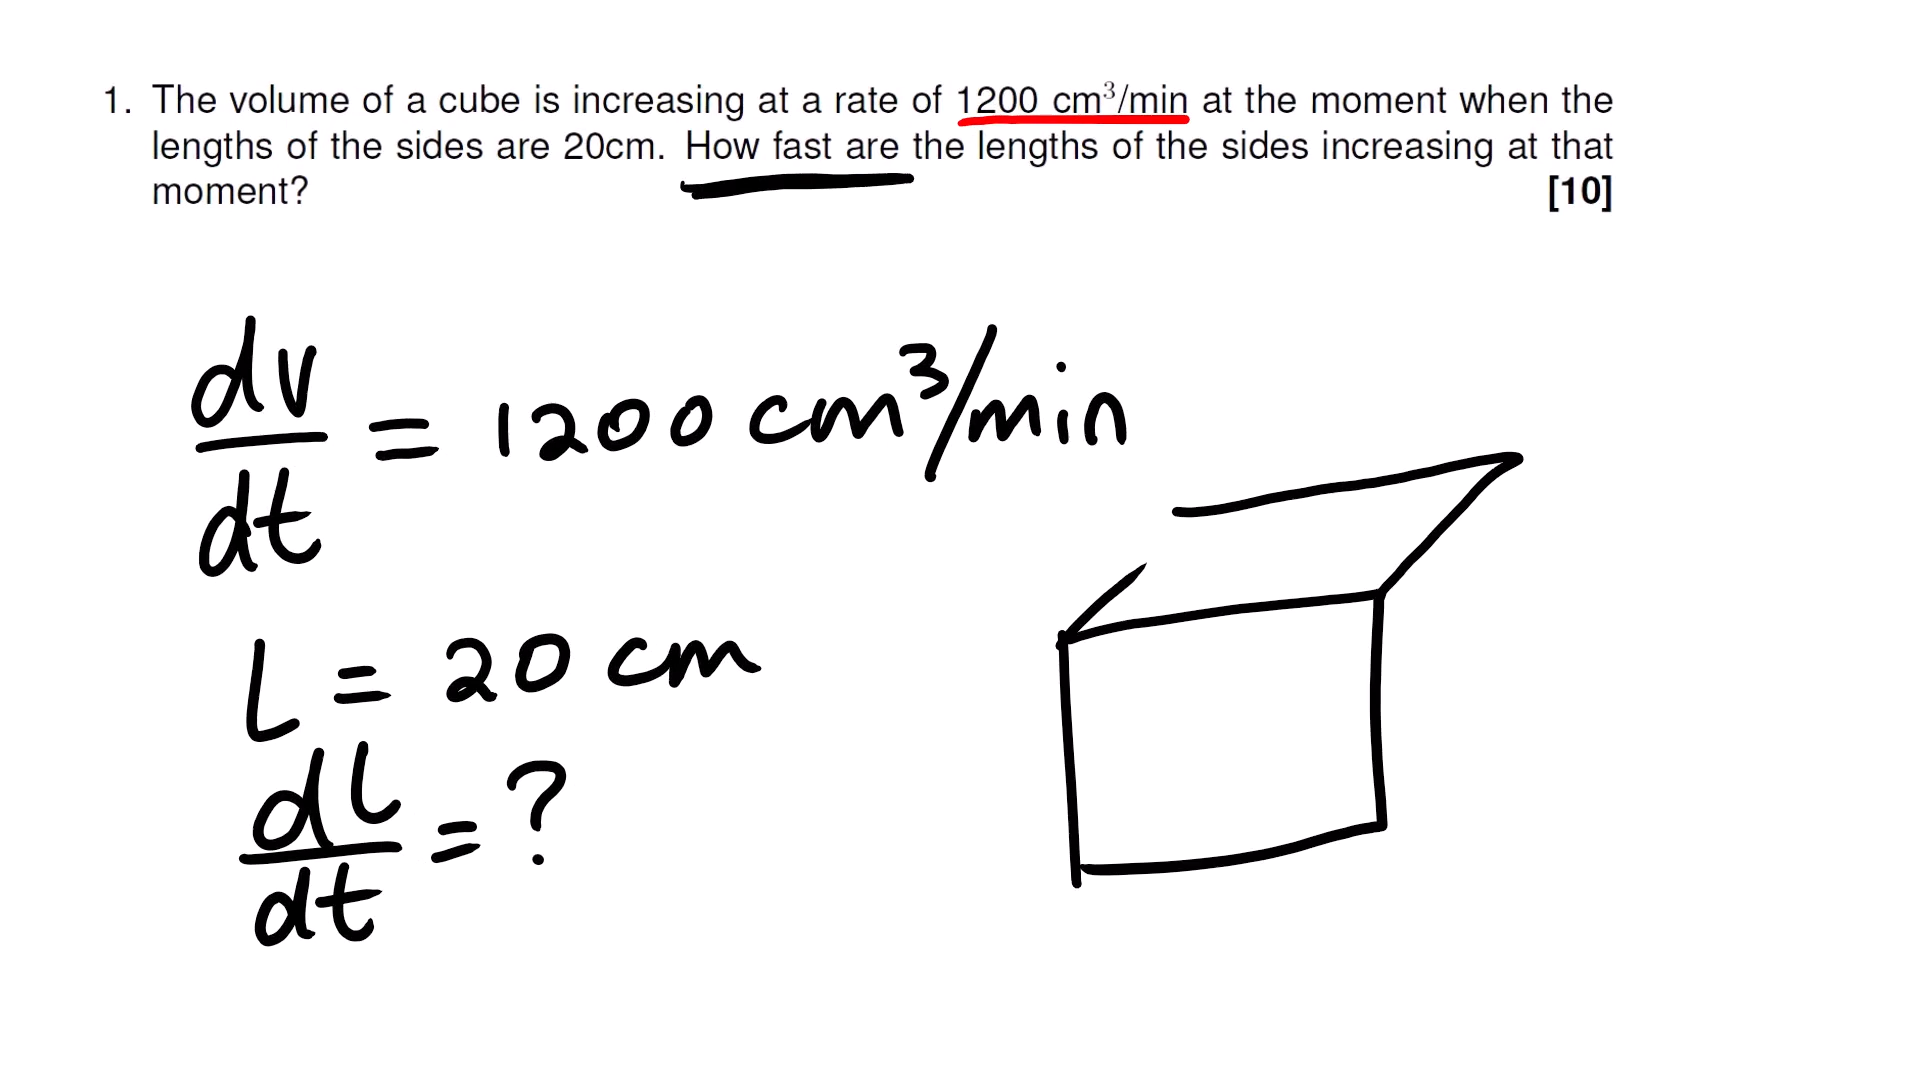 1. The volume of a cube is increasing at a rate of 1200 cm³/min at the moment when the
lengths of the sides are 20cm. How fast are the lengths of the sides increasing at that
moment? [10]
dv/dt = 1200 cm³/min
L = 20 cm
dL/dt = ?